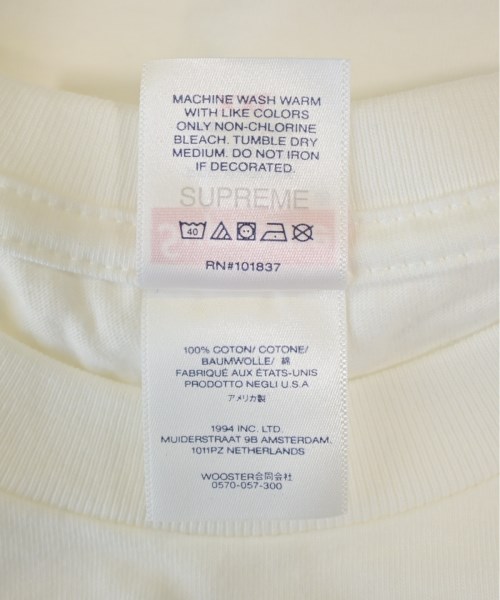 MACHINE WASH WARM
WITH LIKE COLORS
ONLY NON-CHLORINE
BLEACH. TUMBLE DRY
MEDIUM. DO NOT IRON
IF DECORATED.
SUPREME
40
RN#101837
100% COTON/ COTONE/
BAUMWOLLE/ 綿
FABRIQUÉ AUX ÉTATS-UNIS
PRODOTTO NEGLI U.S.A
アメリカ製
1994 INC. LTD.
MUIDERSTRAAT 9B AMSTERDAM.
1011PZ NETHERLANDS
WOOSTER合同会社
0570-057-300